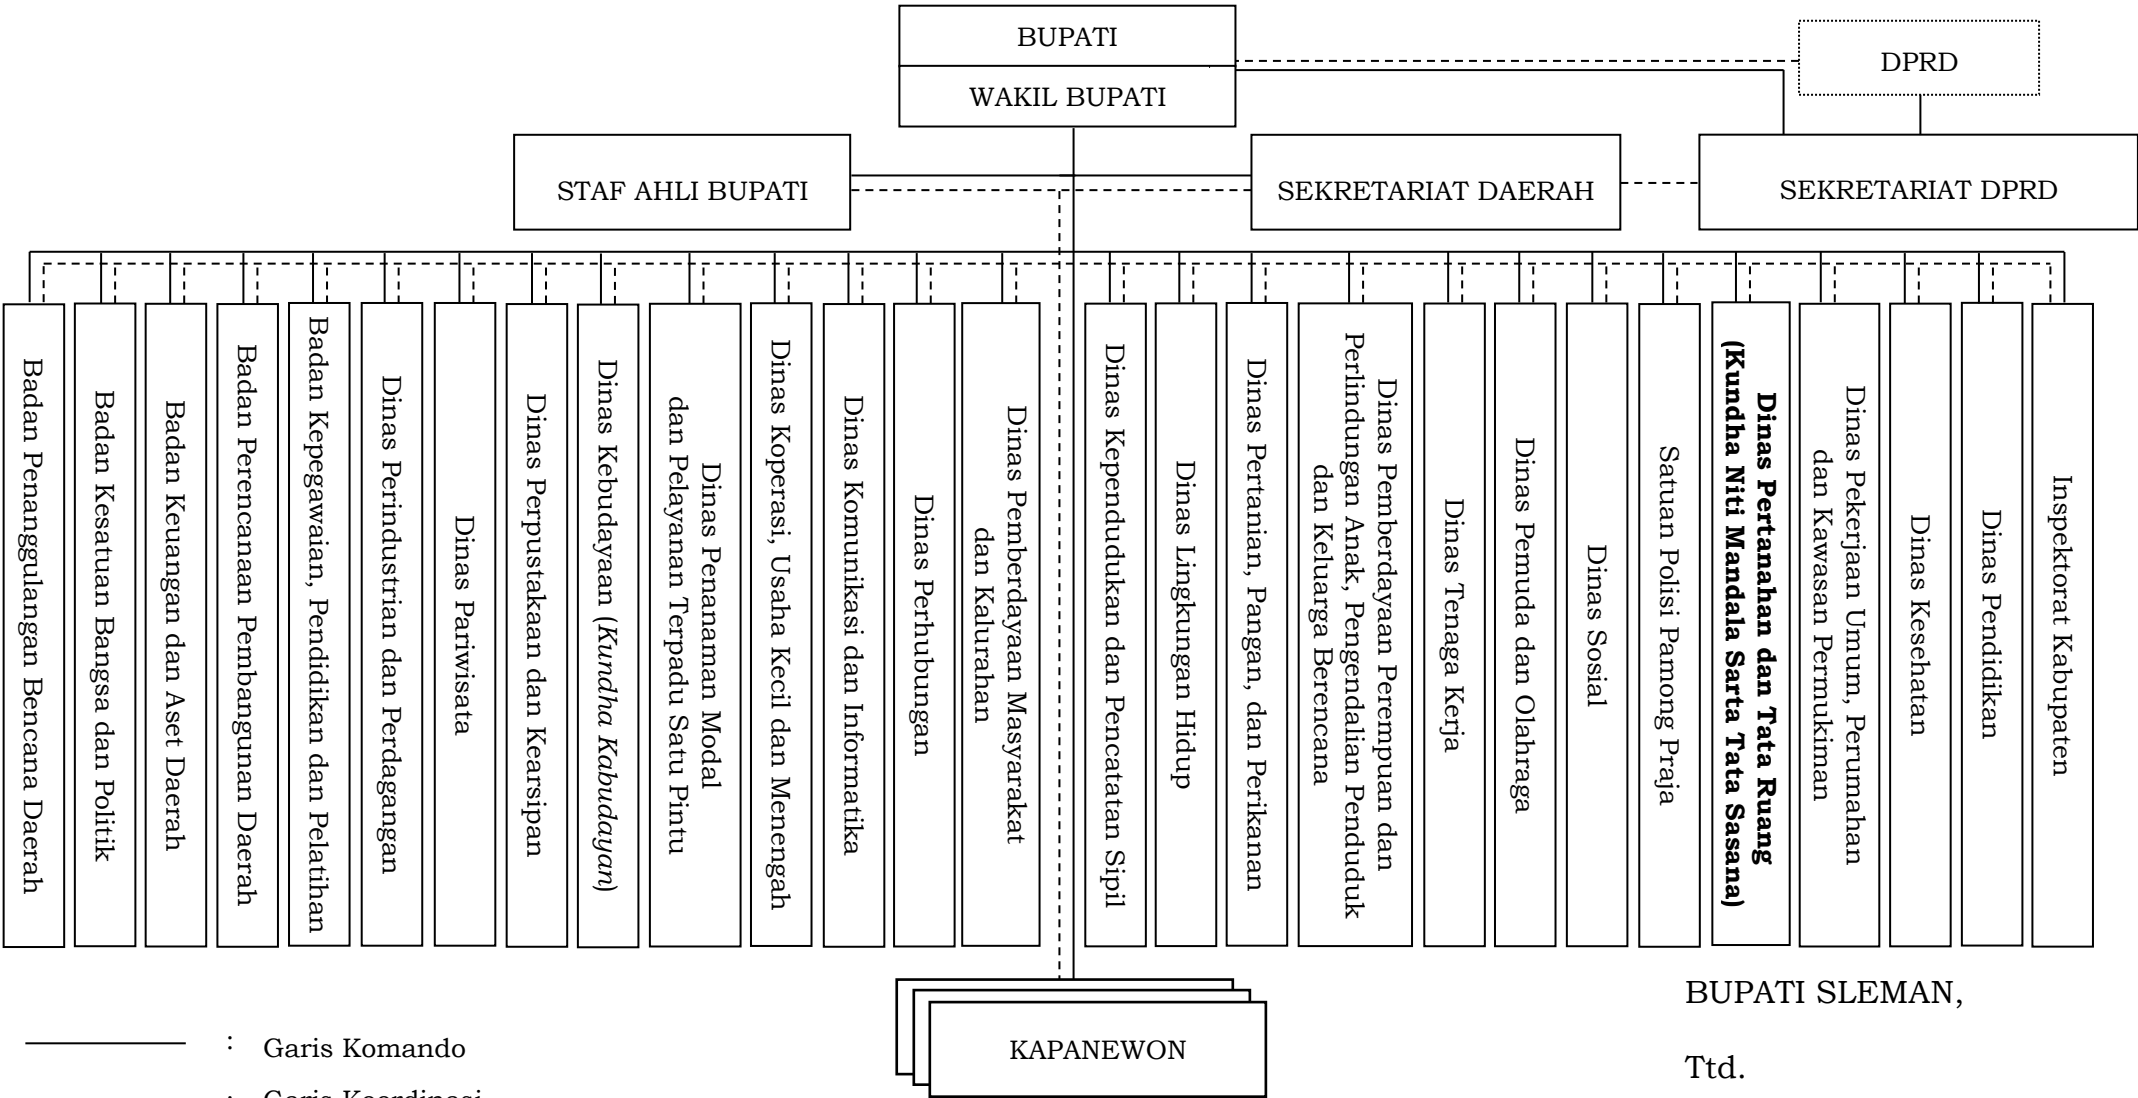 BUPATI
WAKIL BUPATI
DPRD
STAF AHLI BUPATI
SEKRETARIAT DAERAH
SEKRETARIAT DPRD
Badan Penanggulangan Bencana Daerah
Badan Kesatuan Bangsa dan Politik
Badan Keuangan dan Aset Daerah
Badan Perencanaan Pembangunan Daerah
Badan Kepegawaian, Pendidikan dan Pelatihan
Dinas Perindustrian dan Perdagangan
Dinas Pariwisata
Dinas Perpustakaan dan Kearsipan
Dinas Kebudayaan (Kundha Kabudayan)
Dinas Penanaman Modal
dan Pelayanan Terpadu Satu Pintu
Dinas Koperasi, Usaha Kecil dan Menengah
Dinas Komunikasi dan Informatika
Dinas Perhubungan
Dinas Pemberdayaan Masyarakat
dan Kalurahan
Dinas Kependudukan dan Pencatatan Sipil
Dinas Lingkungan Hidup
Dinas Pertanian, Pangan, dan Perikanan
Dinas Pemberdayaan Perempuan dan
Perlindungan Anak, Pengendalian Penduduk
dan Keluarga Berencana
Dinas Tenaga Kerja
Dinas Pemuda dan Olahraga
Dinas Sosial
Satuan Polisi Pamong Praja
Dinas Pertanahan dan Tata Ruang
(Kundha Niti Mandala Sarta Tata Sasana)
Dinas Pekerjaan Umum, Perumahan
dan Kawasan Permukiman
Dinas Kesehatan
Dinas Pendidikan
Inspektorat Kabupaten
KAPANEWON
: Garis Komando
: Garis Koordinasi
BUPATI SLEMAN,
Ttd.